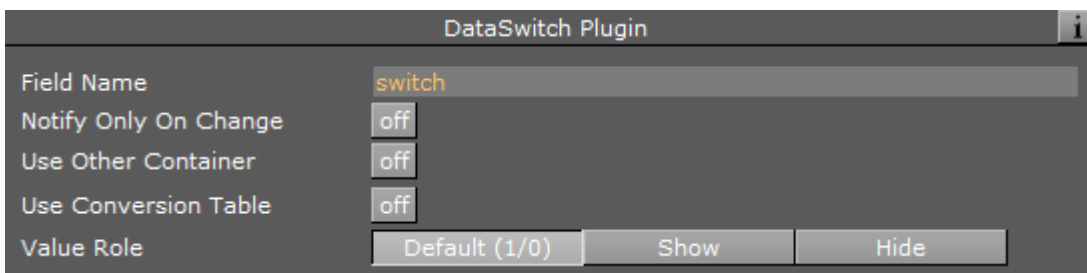 DataSwitch Plugin i
Field Name switch
Notify Only On Change off
Use Other Container off
Use Conversion Table off
Value Role Default (1/0) Show Hide